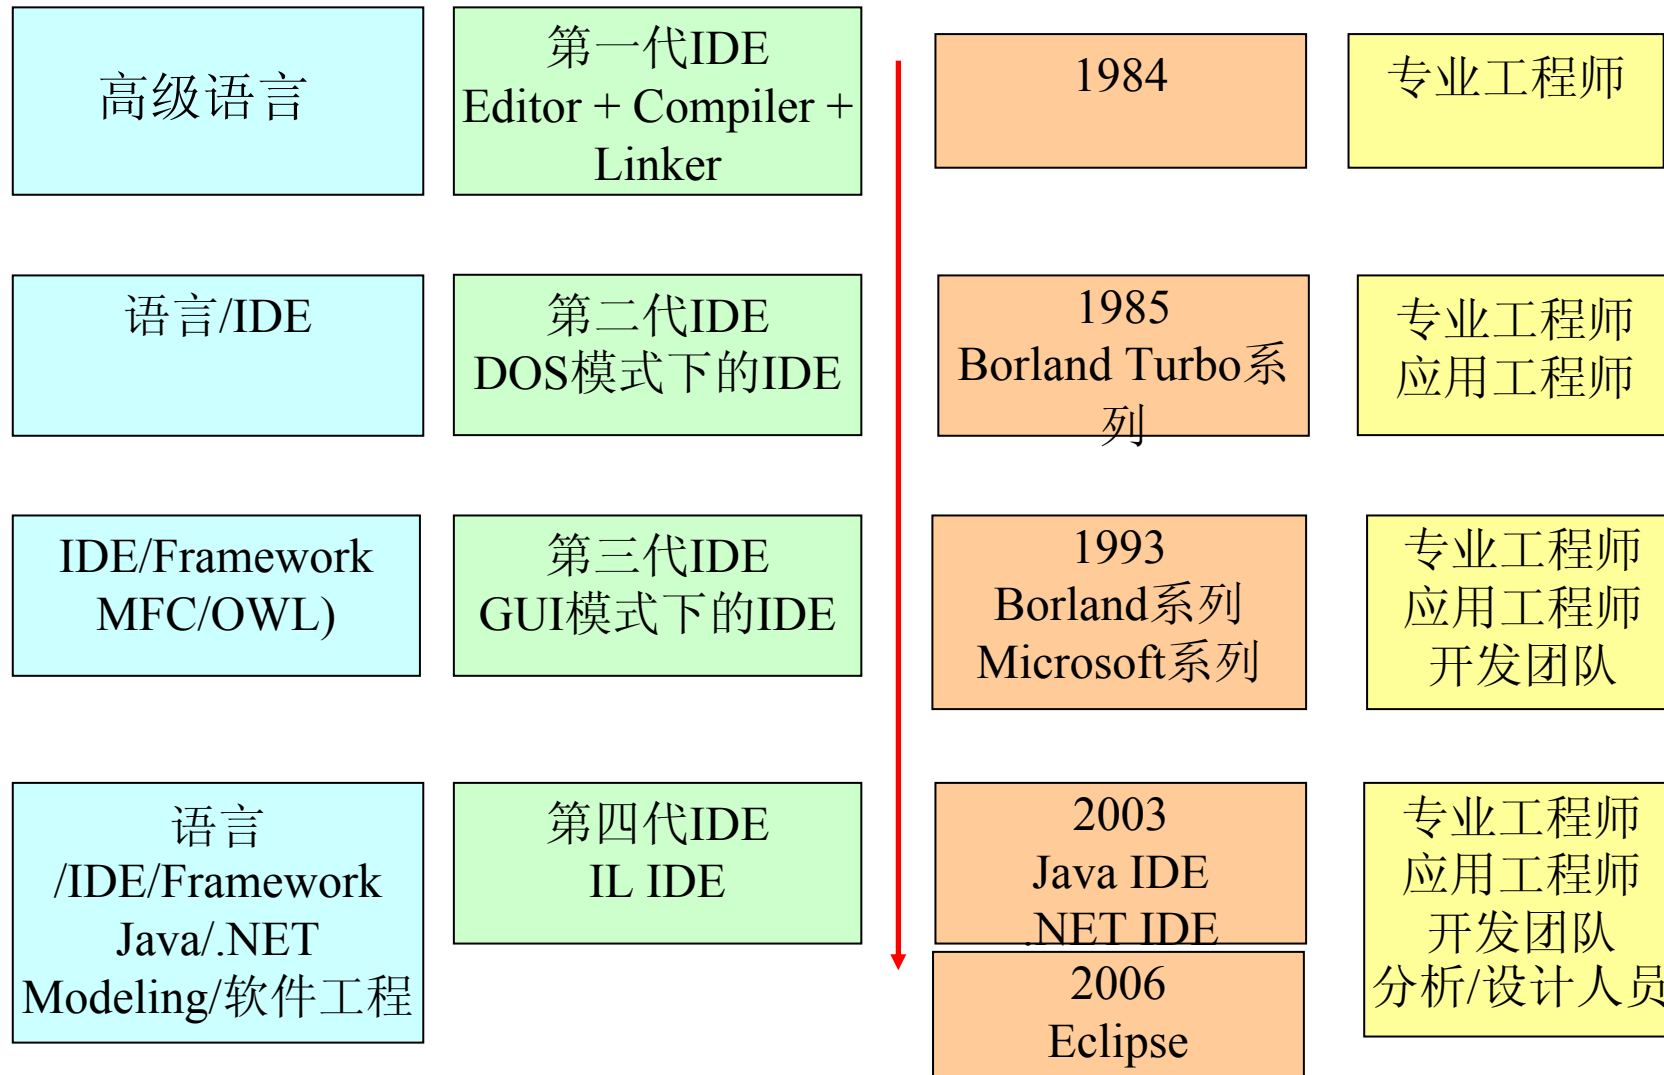 高级语言
第一代IDE
Editor + Compiler +
Linker
1984
专业工程师
语言/IDE
第二代IDE
DOS模式下的IDE
1985
Borland Turbo系
列
专业工程师
应用工程师
IDE/Framework
MFC/OWL)
第三代IDE
GUI模式下的IDE
1993
Borland系列
Microsoft系列
专业工程师
应用工程师
开发团队
语言
/IDE/Framework
Java/.NET
Modeling/软件工程
第四代IDE
IL IDE
2003
Java IDE
.NET IDE
2006
Eclipse
专业工程师
应用工程师
开发团队
分析/设计人员